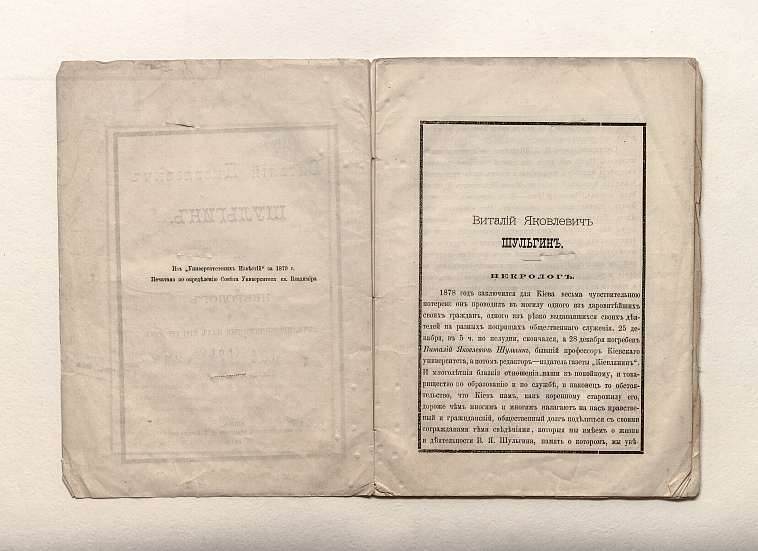 Изъ „Университетскихъ Извѣстій“ за 1879 г.
Печатано по опредѣленію Совѣта Университета св. Владиміра
Виталій Яковлевичъ
ШУЛЬГИНЪ.
НЕКРОЛОГЪ.
1878 годъ заключился для Кіева весьма чувствительною
потерею: онъ проводилъ въ могилу одного изъ даровитѣйшихъ
своихъ гражданъ, одного изъ рѣзко выдававшихся своихъ дѣя-
телей на разныхъ поприщахъ общественнаго служенія. 25 де-
кабря, въ 5 ч. по полудни, скончался, а 28 декабря погребенъ
Виталій Яковлевичъ Шульгинъ, бывшій профессоръ Кіевскаго
университета, а потомъ редакторъ—издатель газеты „Кіевлянинъ“.
И многолѣтнія близкія отношенія наши къ покойному, и това-
рищество по образованію и по службѣ, и наконецъ то обстоя-
тельство, что Кіевъ намъ, какъ коренному старожилу его,
дороже чѣмъ многимъ и многимъ налагаютъ на насъ нравствен-
ный и гражданскій, общественный долгъ подѣлиться съ своими
согражданами тѣми свѣдѣніями, которыя мы имѣемъ о жизни
и дѣятельности В. Я. Шульгина, память о которомъ, мы увѣ-